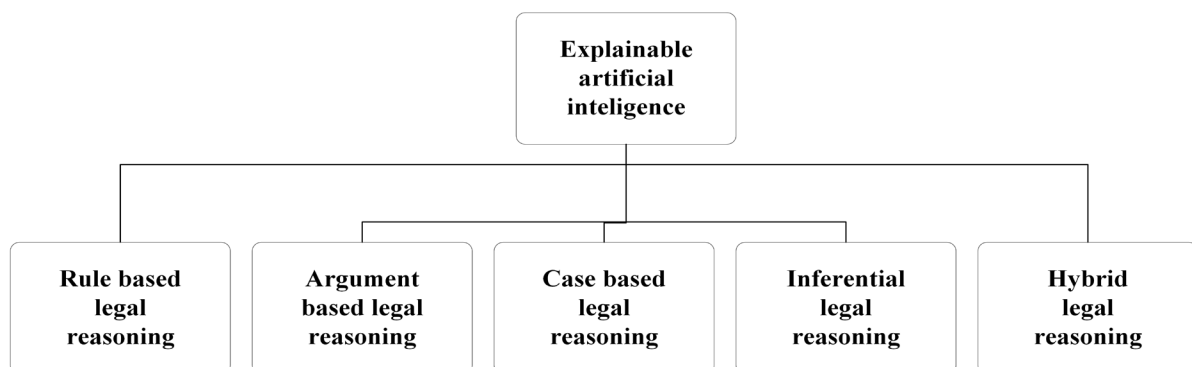 Explainable
artificial
inteligence
Rule based
legal
reasoning
Argument
based legal
reasoning
Case based
legal
reasoning
Inferential
legal
reasoning
Hybrid
legal
reasoning